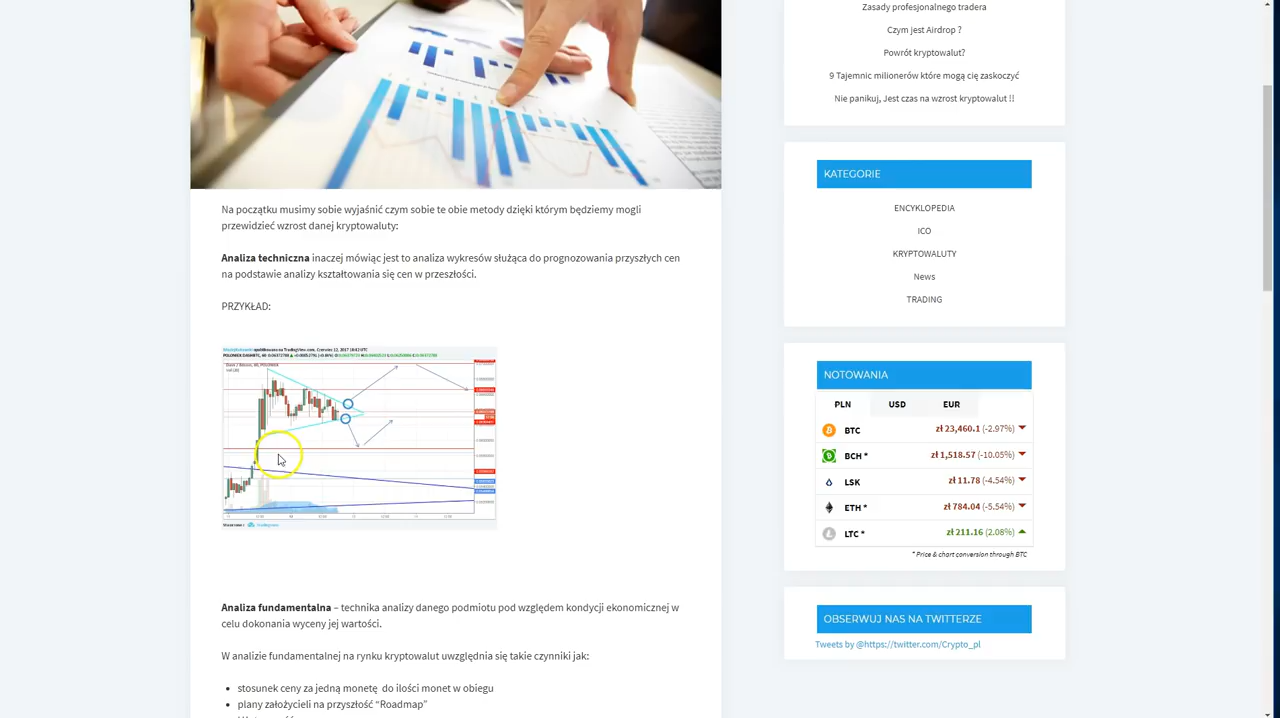 Zasady profesjonalnego tradera
Czym jest Airdrop ?
Powrót kryptowalut?
9 Tajemnic milionerów które mogą cię zaskoczyć
Nie panikuj, Jest czas na wzrost kryptowalut !!
KATEGORIE
ENCYKLOPEDIA
ICO
KRYPTOWALUTY
News
TRADING
NOTOWANIA
PLN USD EUR
BTC zł 23,460.1 (-2.97%)
BCH * zł 1,518.57 (-10.05%)
LSK zł 11.78 (-4.54%)
ETH * zł 784.04 (-5.54%)
LTC * zł 211.16 (2.08%)
* Price & chart conversion through BTC
OBSERWUJ NAS NA TWITTERZE
Tweets by @https://twitter.com/Crypto_pl
Na początku musimy sobie wyjaśnić czym sobie te obie metody dzięki którym będziemy mogli
przewidzieć wzrost danej kryptowaluty:
Analiza techniczna inaczej mówiąc jest to analiza wykresów służąca do prognozowania przyszłych cen
na podstawie analizy kształtowania się cen w przeszłości.
PRZYKŁAD:
Analiza fundamentalna – technika analizy danego podmiotu pod względem kondycji ekonomicznej w
celu dokonania wyceny jej wartości.
W analizie fundamentalnej na rynku kryptowalut uwzględnia się takie czynniki jak:
• stosunek ceny za jedną monetę do ilości monet w obiegu
• plany założycieli na przyszłość “Roadmap”